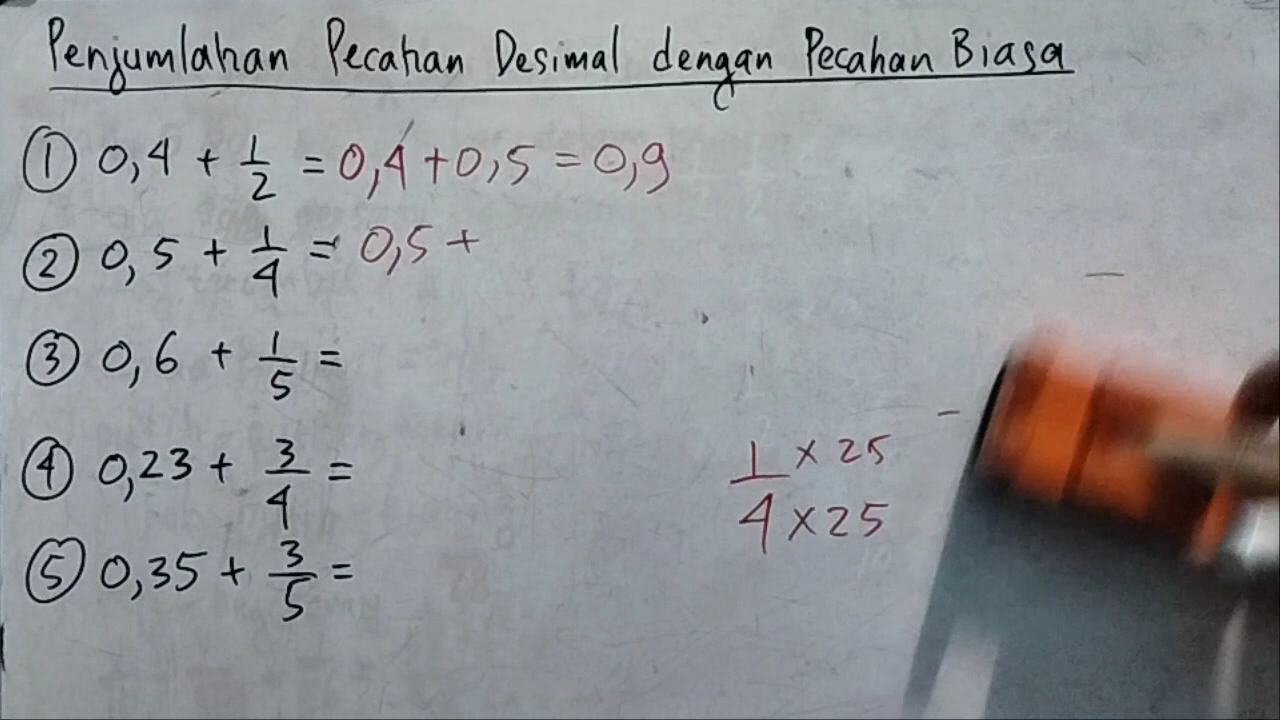 Penjumlahan Pecahan Desimal dengan Pecahan Biasa
① 0,4 + 1/2 = 0,4 + 0,5 = 0,9
② 0,5 + 1/4 = 0,5 +
③ 0,6 + 1/5 =
④ 0,23 + 3/4 =
⑤ 0,35 + 3/5 =
1 × 25
4 × 25